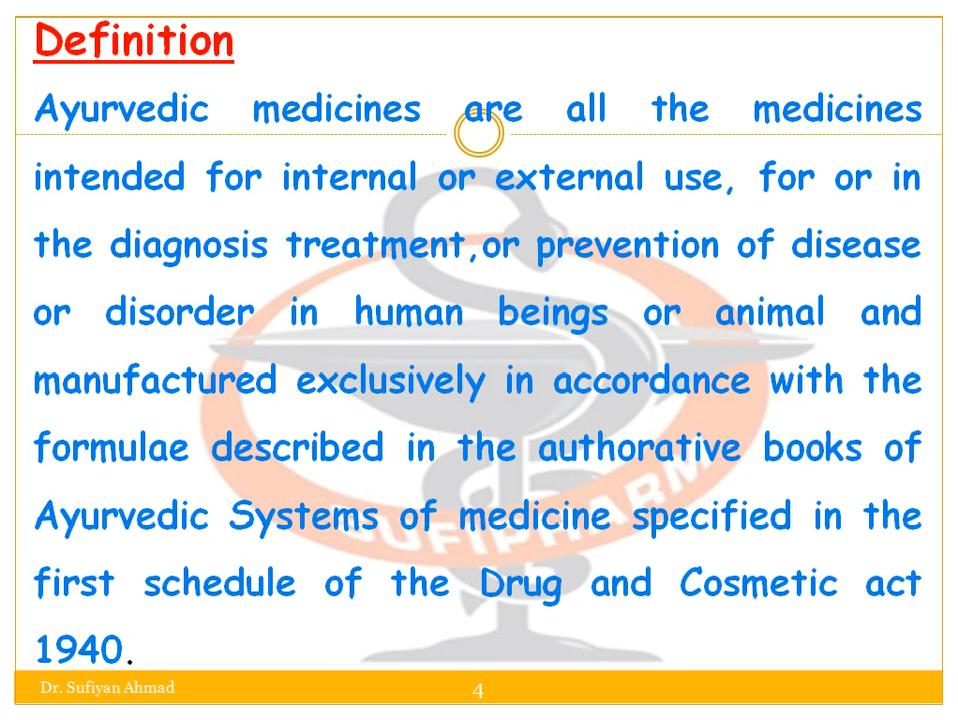 Definition
Ayurvedic medicines are all the medicines
intended for internal or external use, for or in
the diagnosis treatment,or prevention of disease
or disorder in human beings or animal and
manufactured exclusively in accordance with the
formulae described in the authorative books of
Ayurvedic Systems of medicine specified in the
first schedule of the Drug and Cosmetic act
1940.
SUFIPHARM
Dr. Sufiyan Ahmad
4